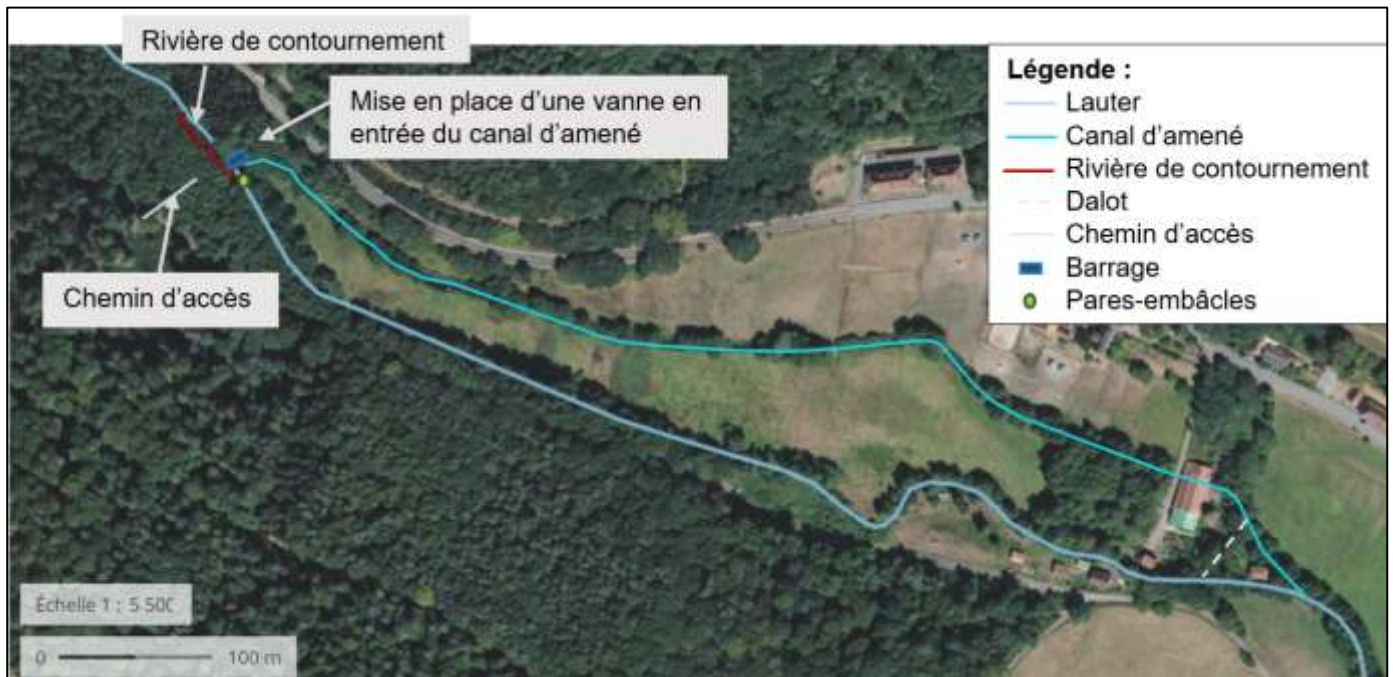 Rivière de contournement
Mise en place d'une vanne en
entrée du canal d'amené
Chemin d'accès
Légende :
Lauter
Canal d'amené
Rivière de contournement
Dalot
Chemin d'accès
Barrage
Pares-embâcles
Échelle 1 : 5 500
0 100 m